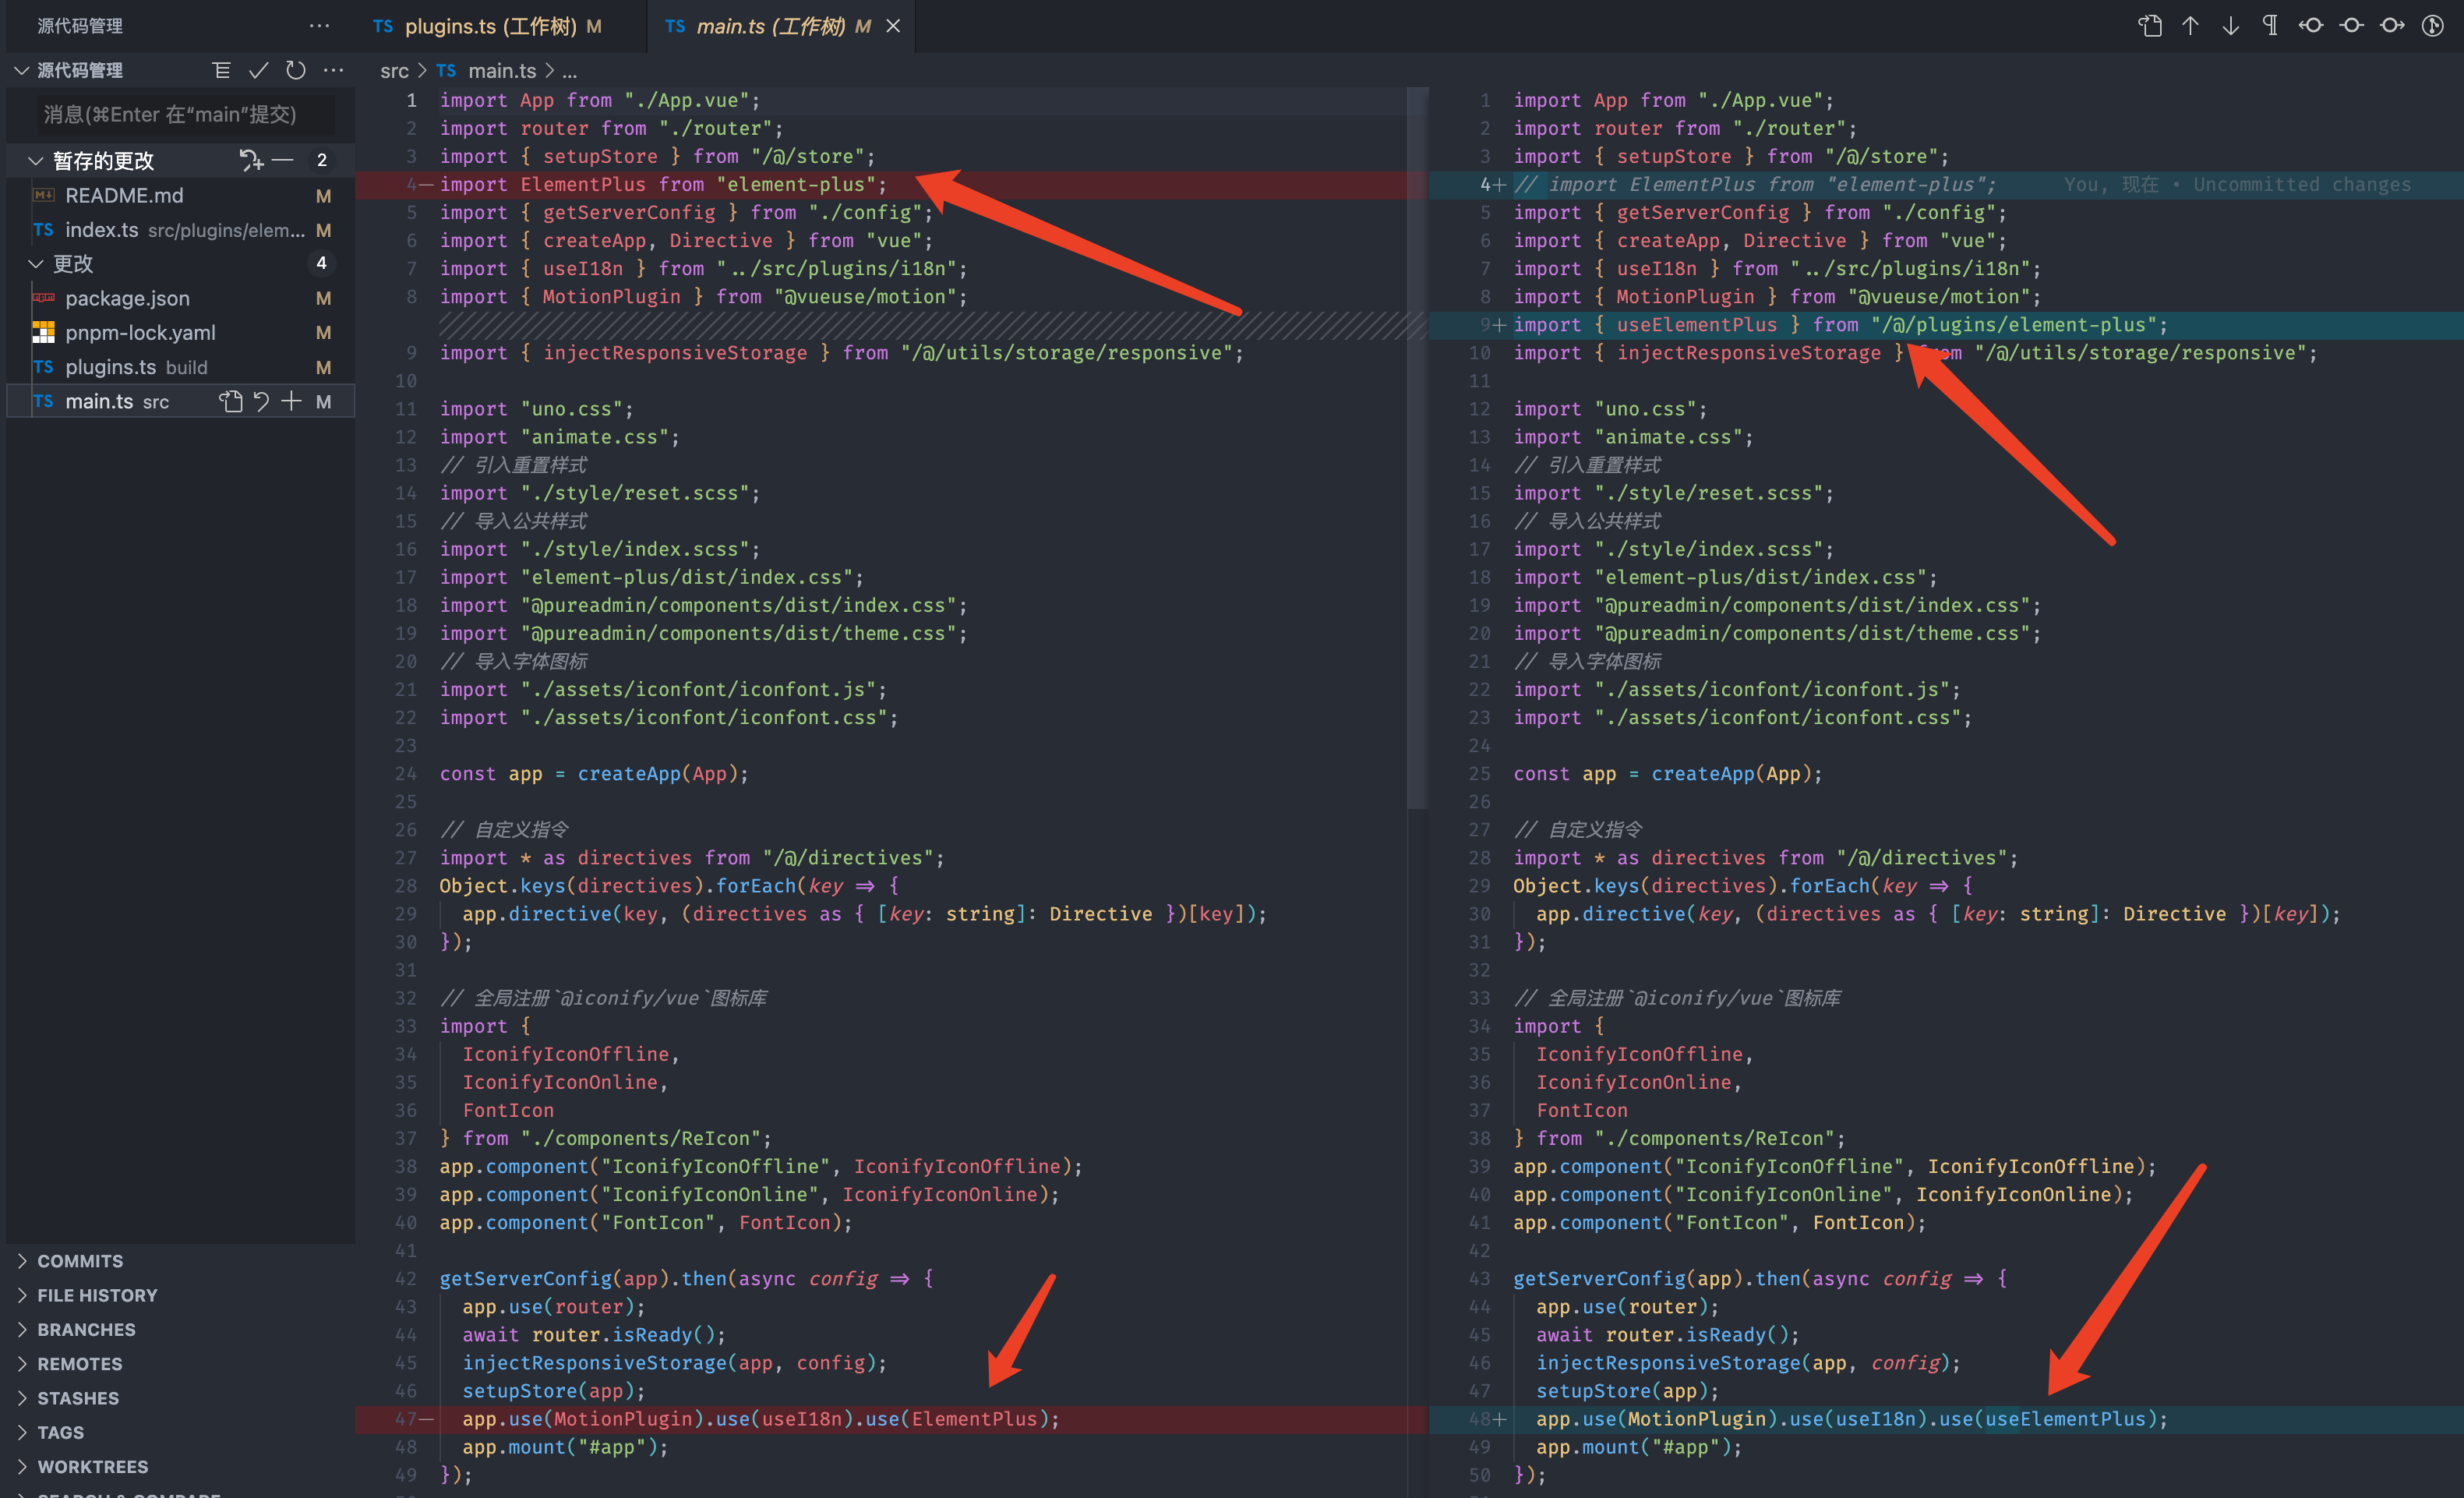 源代码管理
plugins.ts (工作树) M
main.ts (工作树) M
源代码管理
消息(⌘Enter 在“main”提交)
暂存的更改 2
README.md M
index.ts src/plugins/elem... M
更改 4
package.json M
pnpm-lock.yaml M
plugins.ts build M
main.ts src M
COMMITS
FILE HISTORY
BRANCHES
REMOTES
STASHES
TAGS
WORKTREES
SEARCH & COMPARE
src > TS main.ts > ...
1 import App from "./App.vue";
2 import router from "./router";
3 import { setupStore } from "/@/store";
4— import ElementPlus from "element-plus";
5 import { getServerConfig } from "./config";
6 import { createApp, Directive } from "vue";
7 import { useI18n } from "../src/plugins/i18n";
8 import { MotionPlugin } from "@vueuse/motion";
9 import { injectResponsiveStorage } from "/@/utils/storage/responsive";
10
11 import "uno.css";
12 import "animate.css";
13 // 引入重置样式
14 import "./style/reset.scss";
15 // 导入公共样式
16 import "./style/index.scss";
17 import "element-plus/dist/index.css";
18 import "@pureadmin/components/dist/index.css";
19 import "@pureadmin/components/dist/theme.css";
20 // 导入字体图标
21 import "./assets/iconfont/iconfont.js";
22 import "./assets/iconfont/iconfont.css";
23
24 const app = createApp(App);
25
26 // 自定义指令
27 import * as directives from "/@/directives";
28 Object.keys(directives).forEach(key => {
29 app.directive(key, (directives as { [key: string]: Directive })[key]);
30 });
31
32 // 全局注册`@iconify/vue`图标库
33 import {
34 IconifyIconOffline,
35 IconifyIconOnline,
36 FontIcon
37 } from "./components/ReIcon";
38 app.component("IconifyIconOffline", IconifyIconOffline);
39 app.component("IconifyIconOnline", IconifyIconOnline);
40 app.component("FontIcon", FontIcon);
41
42 getServerConfig(app).then(async config => {
43 app.use(router);
44 await router.isReady();
45 injectResponsiveStorage(app, config);
46 setupStore(app);
47— app.use(MotionPlugin).use(useI18n).use(ElementPlus);
48 app.mount("#app");
49 });
1 import App from "./App.vue";
2 import router from "./router";
3 import { setupStore } from "/@/store";
4+ // import ElementPlus from "element-plus"; You, 现在 • Uncommitted changes
5 import { getServerConfig } from "./config";
6 import { createApp, Directive } from "vue";
7 import { useI18n } from "../src/plugins/i18n";
8 import { MotionPlugin } from "@vueuse/motion";
9+ import { useElementPlus } from "/@/plugins/element-plus";
10 import { injectResponsiveStorage } from "/@/utils/storage/responsive";
11
12 import "uno.css";
13 import "animate.css";
14 // 引入重置样式
15 import "./style/reset.scss";
16 // 导入公共样式
17 import "./style/index.scss";
18 import "element-plus/dist/index.css";
19 import "@pureadmin/components/dist/index.css";
20 import "@pureadmin/components/dist/theme.css";
21 // 导入字体图标
22 import "./assets/iconfont/iconfont.js";
23 import "./assets/iconfont/iconfont.css";
24
25 const app = createApp(App);
26
27 // 自定义指令
28 import * as directives from "/@/directives";
29 Object.keys(directives).forEach(key => {
30 app.directive(key, (directives as { [key: string]: Directive })[key]);
31 });
32
33 // 全局注册`@iconify/vue`图标库
34 import {
35 IconifyIconOffline,
36 IconifyIconOnline,
37 FontIcon
38 } from "./components/ReIcon";
39 app.component("IconifyIconOffline", IconifyIconOffline);
40 app.component("IconifyIconOnline", IconifyIconOnline);
41 app.component("FontIcon", FontIcon);
42
43 getServerConfig(app).then(async config => {
44 app.use(router);
45 await router.isReady();
46 injectResponsiveStorage(app, config);
47 setupStore(app);
48+ app.use(MotionPlugin).use(useI18n).use(useElementPlus);
49 app.mount("#app");
50 });